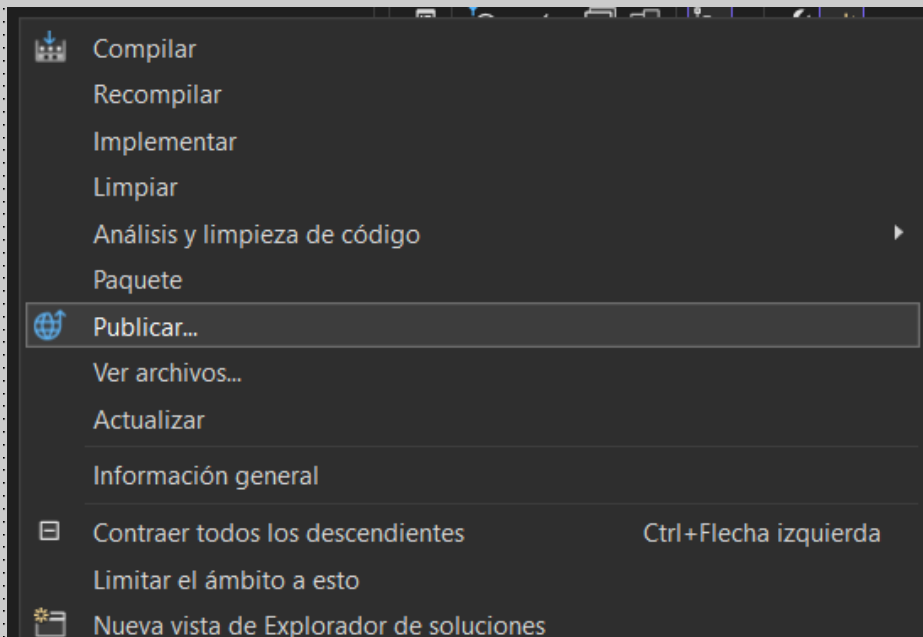 Compilar
Recompilar
Implementar
Limpiar
Análisis y limpieza de código
Paquete
Publicar...
Ver archivos...
Actualizar
Información general
Contraer todos los descendientes Ctrl+Flecha izquierda
Limitar el ámbito a esto
Nueva vista de Explorador de soluciones